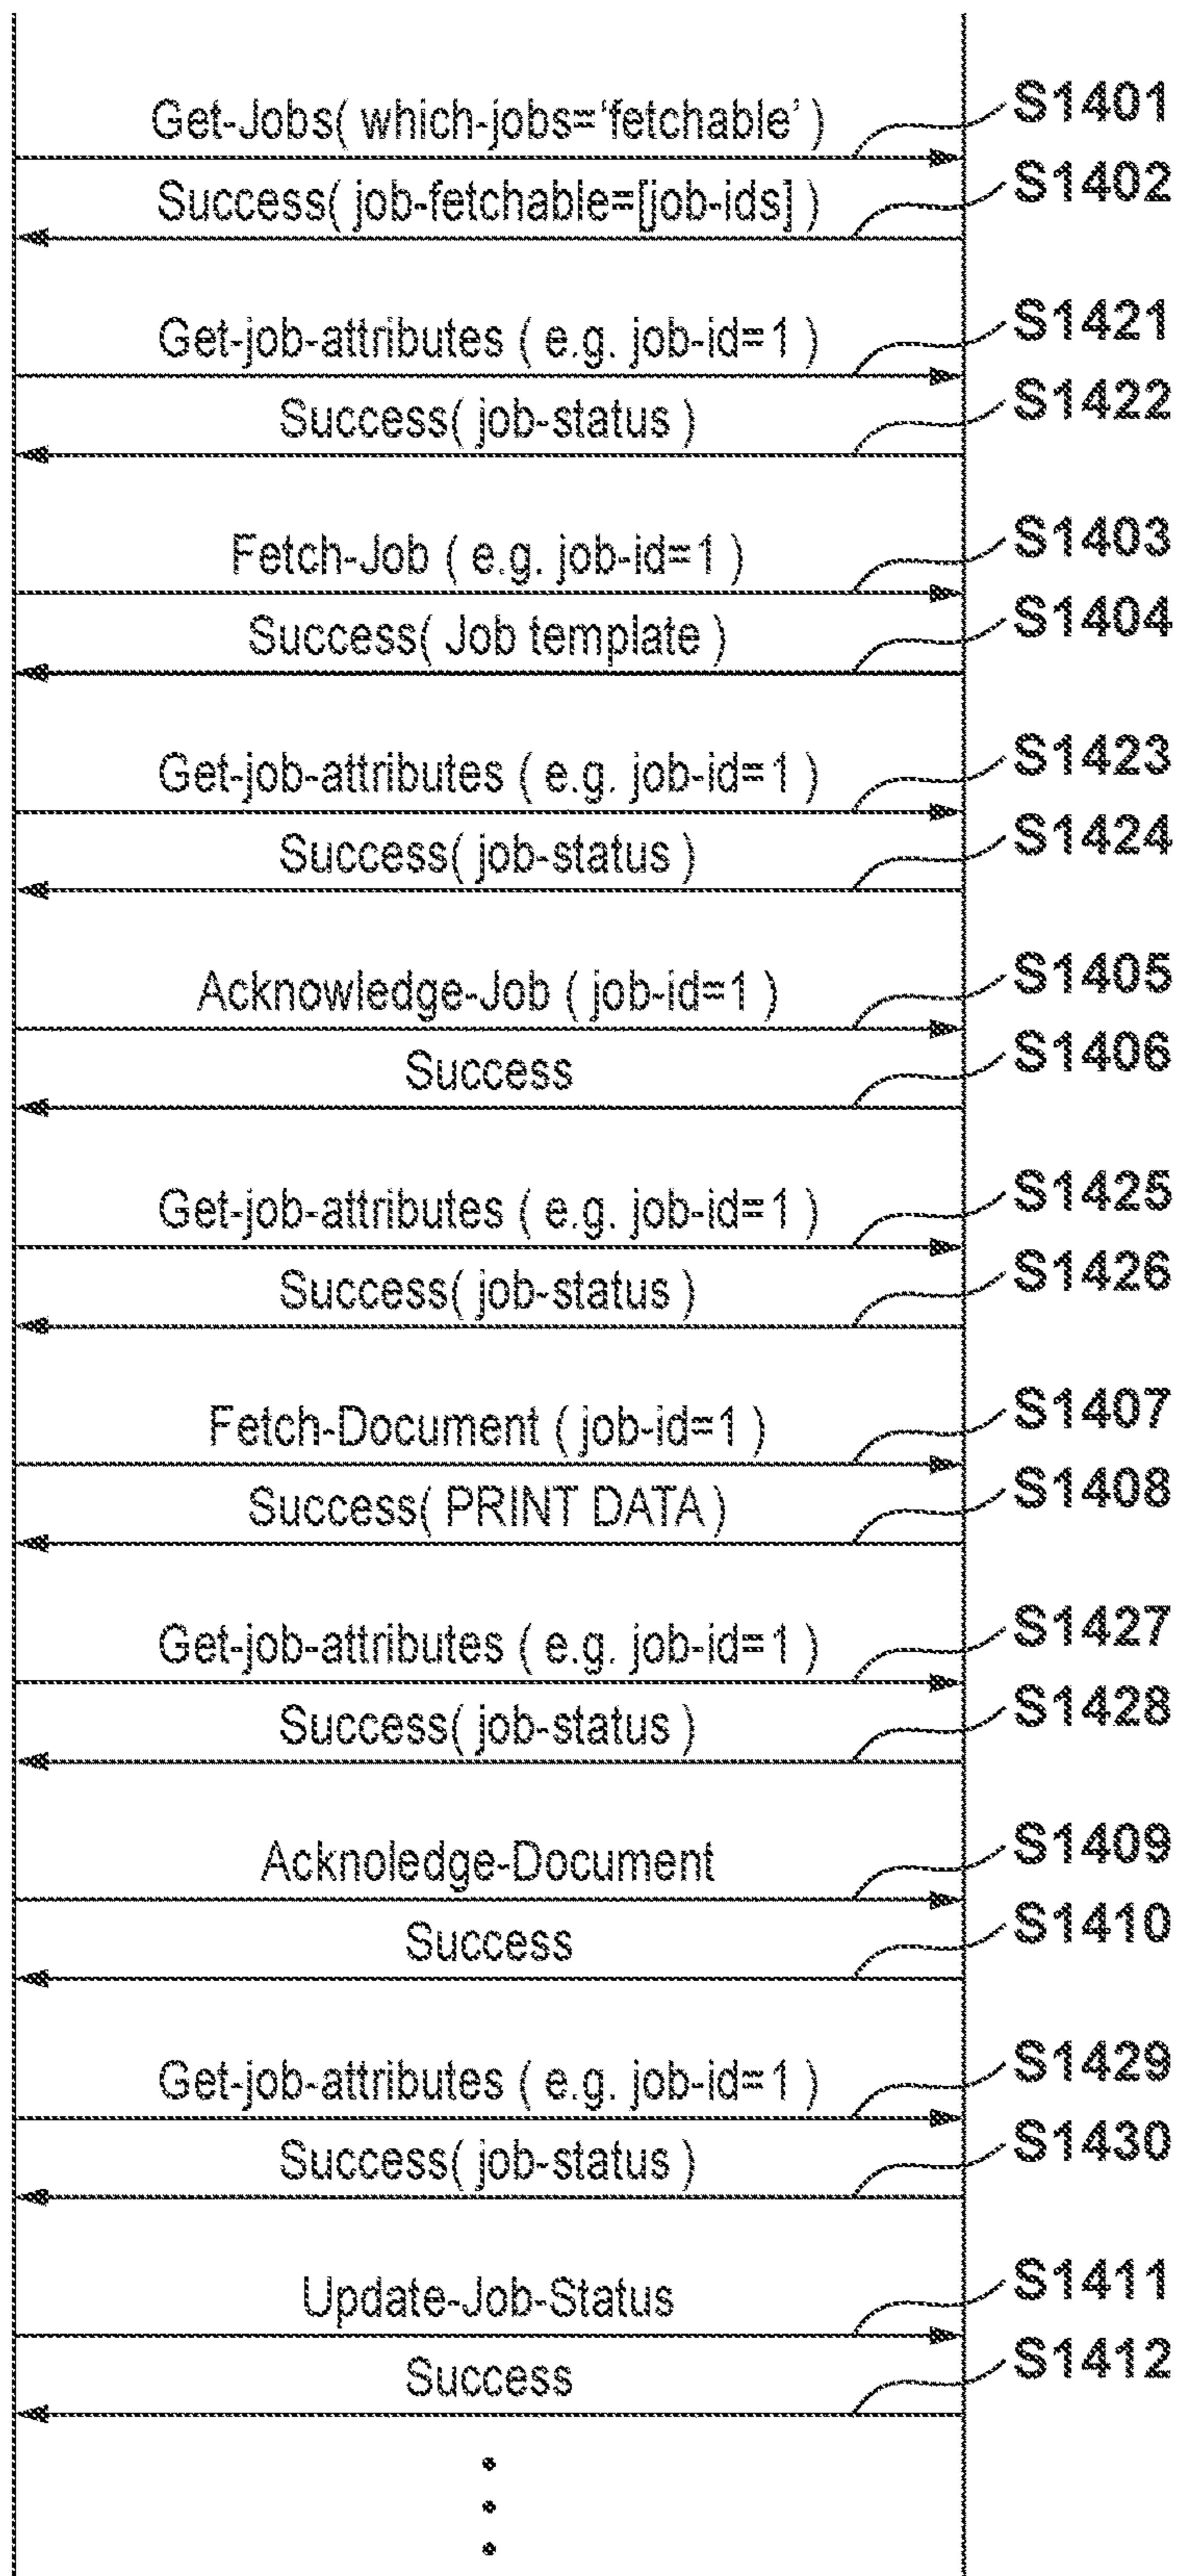 Get-Jobs( which-jobs=‘fetchable’ ) S1401
Success( job-fetchable=[job-ids] ) S1402
Get-job-attributes ( e.g. job-id=1 ) S1421
Success( job-status ) S1422
Fetch-Job ( e.g. job-id=1 ) S1403
Success( Job template ) S1404
Get-job-attributes ( e.g. job-id=1 ) S1423
Success( job-status ) S1424
Acknowledge-Job ( job-id=1 ) S1405
Success S1406
Get-job-attributes ( e.g. job-id=1 ) S1425
Success( job-status ) S1426
Fetch-Document ( job-id=1 ) S1407
Success( PRINT DATA ) S1408
Get-job-attributes ( e.g. job-id=1 ) S1427
Success( job-status ) S1428
Acknoledge-Document S1409
Success S1410
Get-job-attributes ( e.g. job-id=1 ) S1429
Success( job-status ) S1430
Update-Job-Status S1411
Success S1412